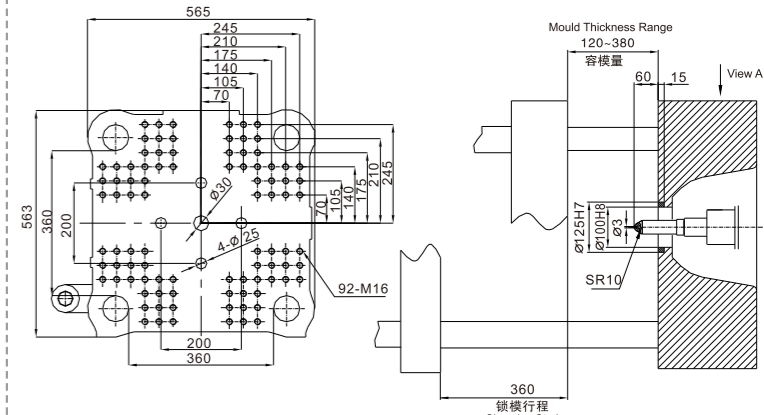 565
245
210
175
140
105
70
Ø30
563
360
200
4-Ø 25
70
105
140
175
210
245
92-M16
200
360
Mould Thickness Range
120~380
容模量
60
15
View A
Ø125H7
Ø100H8
Ø3
SR10
360
锁模行程